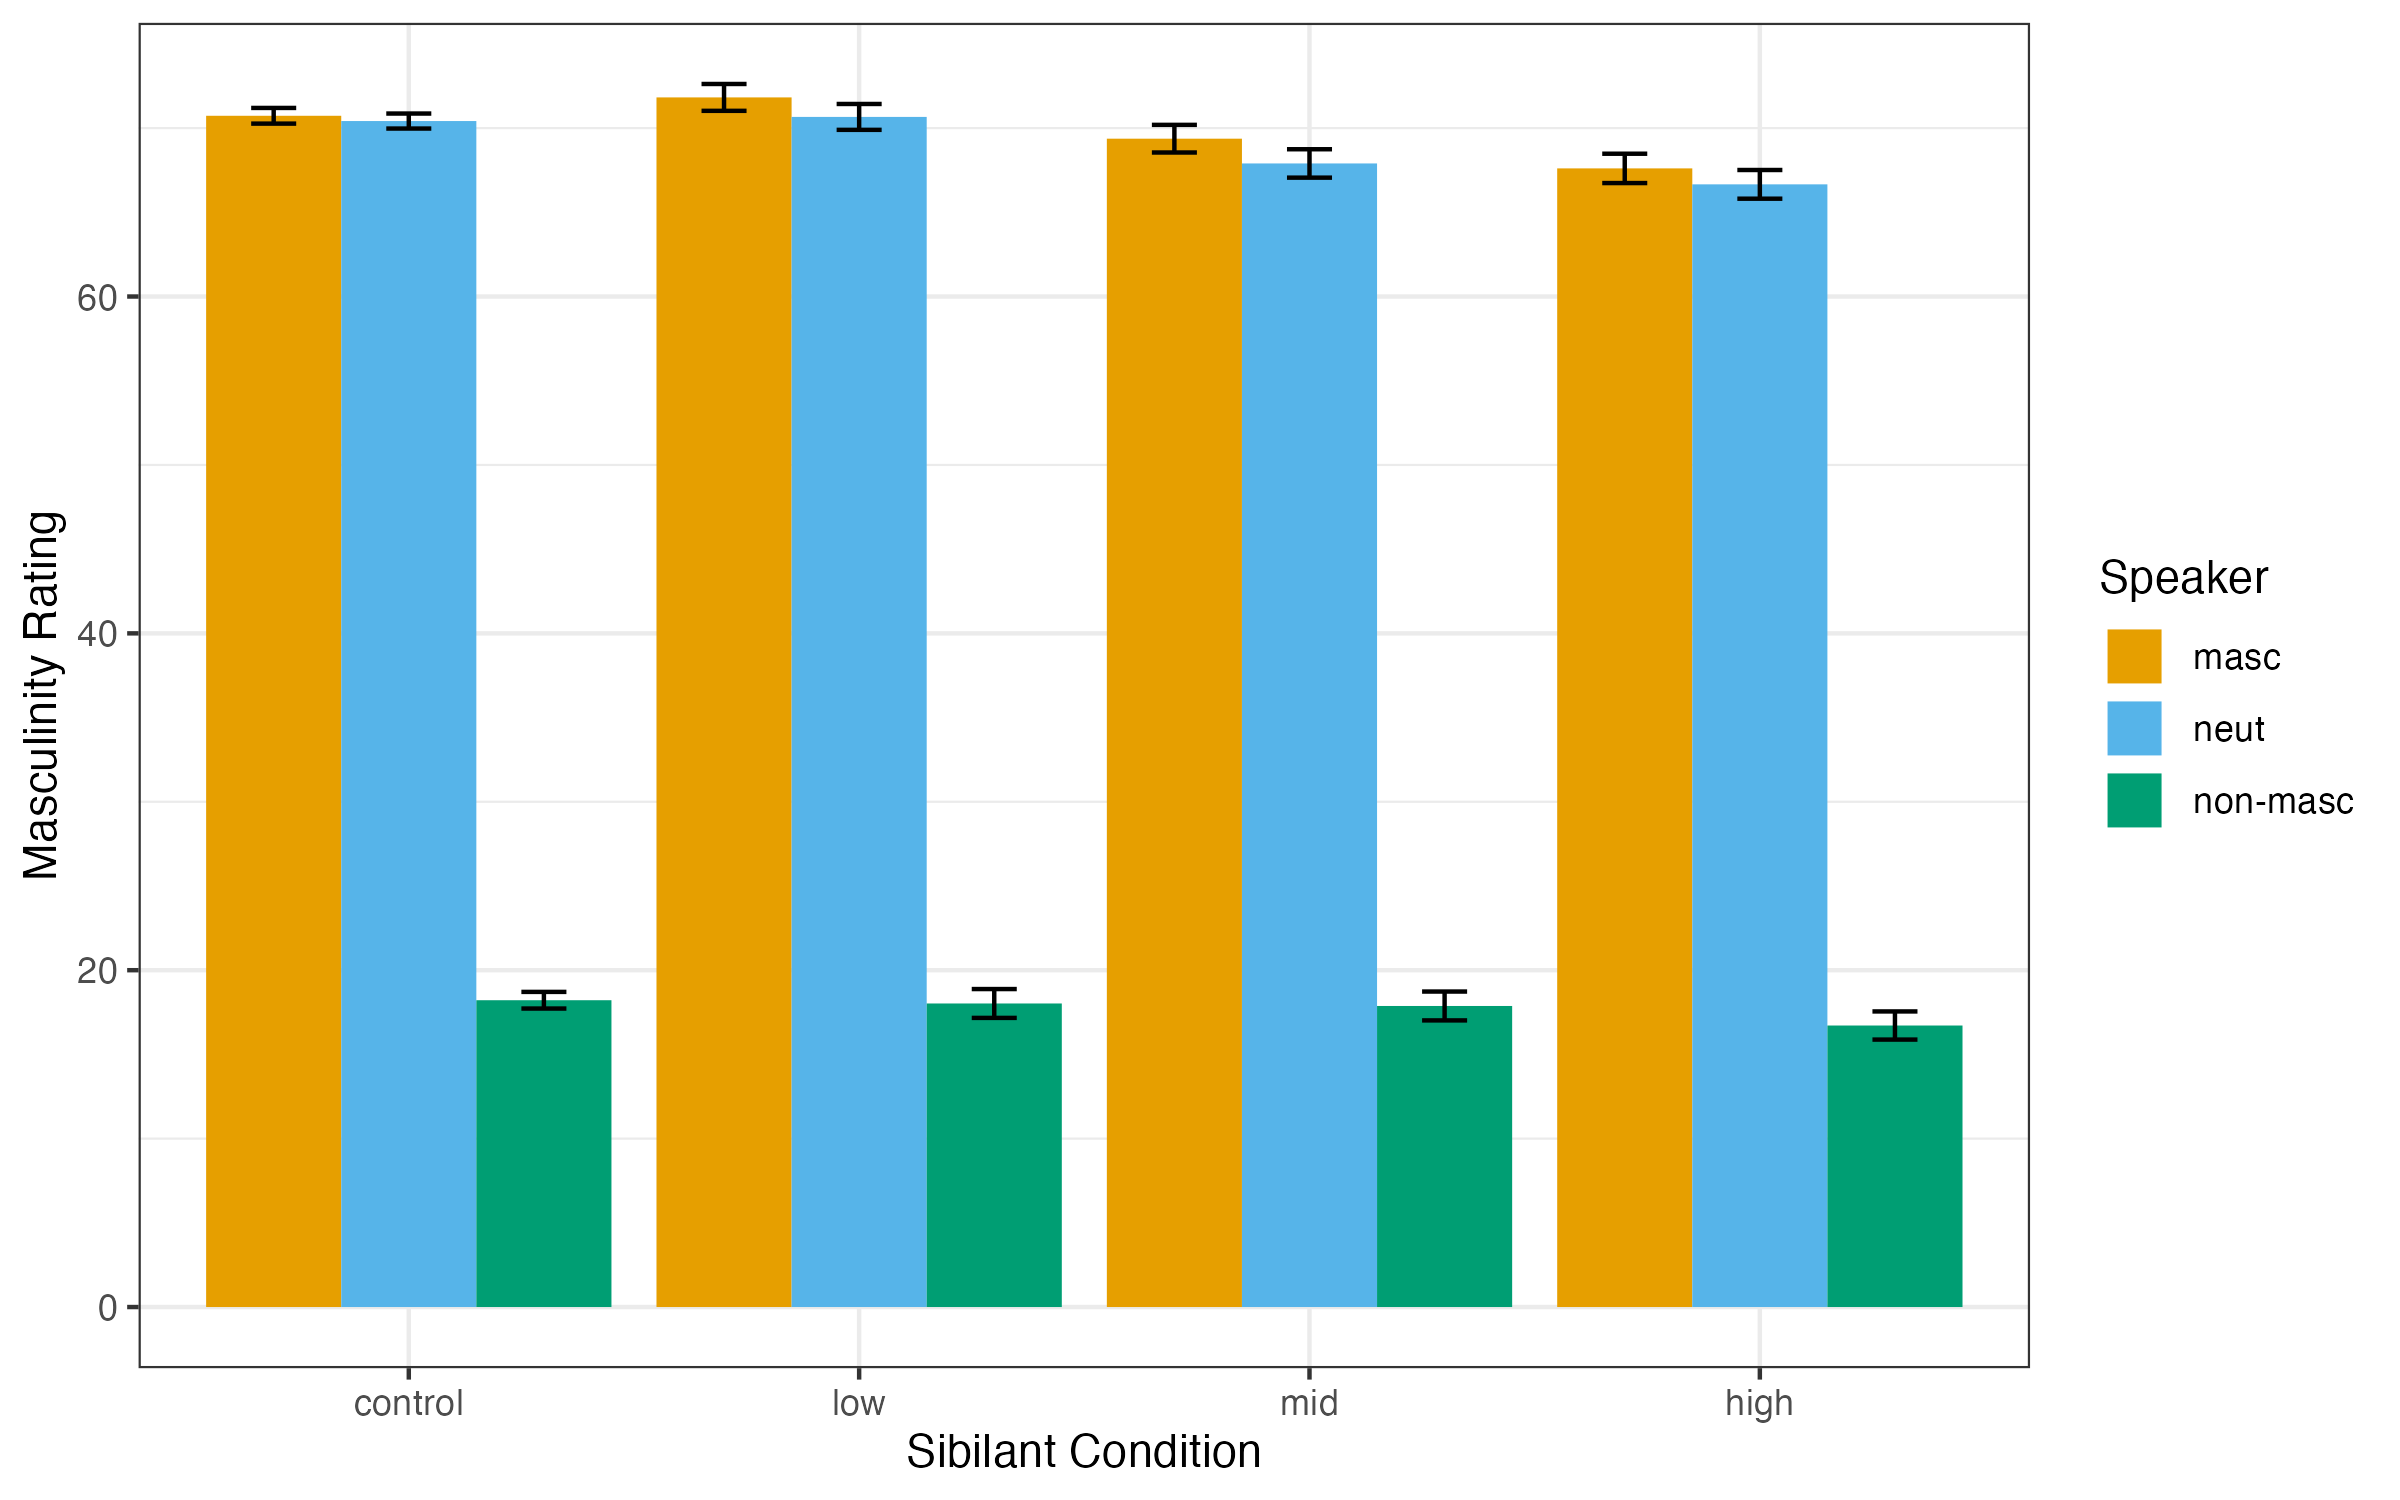 Masculinity Rating
60
40
20
0
control
low
mid
high
Sibilant Condition
Speaker
masc
neut
non-masc